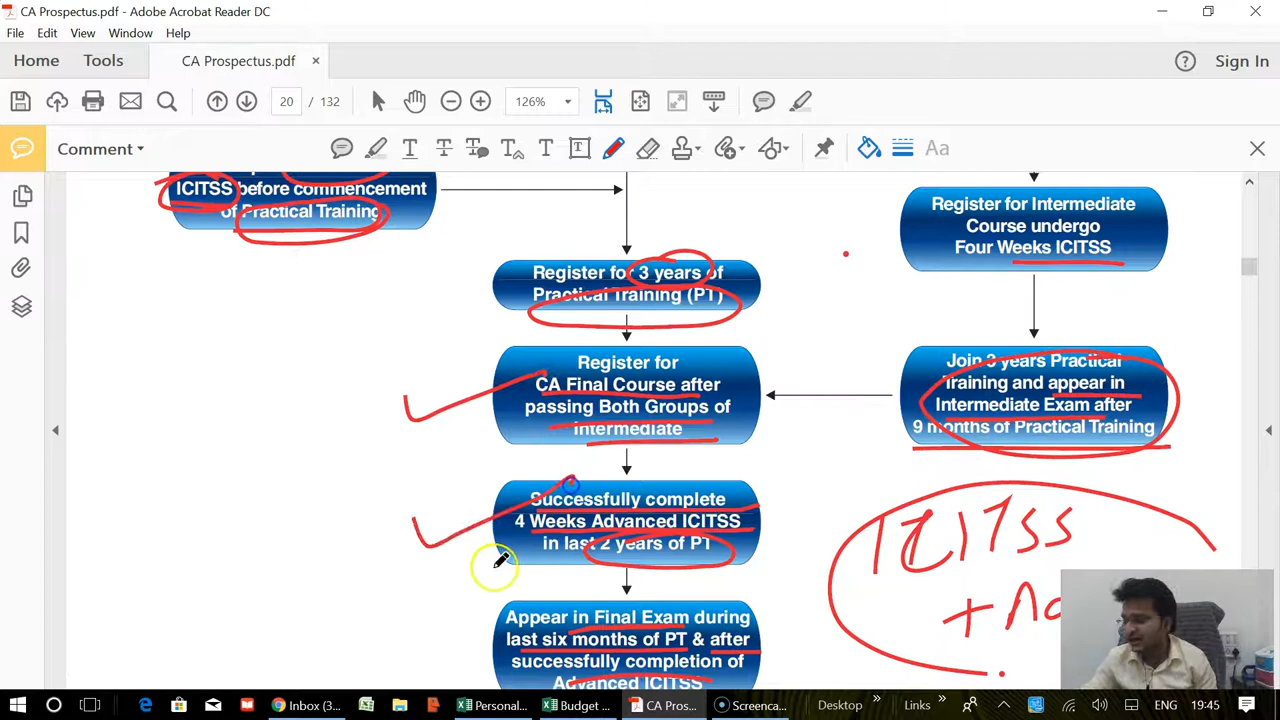 CA Prospectus.pdf - Adobe Acrobat Reader DC
File Edit View Window Help
Home Tools CA Prospectus.pdf × ? Sign In
20 / 132 126%
Comment T T T T T T Aa
ICITSS before commencement
of Practical Training
Register for 3 years of
Practical Training (PT)
Register for
CA Final Course after
passing Both Groups of
Intermediate
Successfully complete
4 Weeks Advanced ICITSS
in last 2 years of PT
Appear in Final Exam during
last six months of PT & after
successfully completion of
Advanced ICITSS
Register for Intermediate
Course undergo
Four Weeks ICITSS
Join 3 years Practical
Training and appear in
Intermediate Exam after
9 months of Practical Training
ICITSS
+
Inbox (3... Personal... Budget ... CA Pros... Screenca... Desktop » Links » ENG 19:45